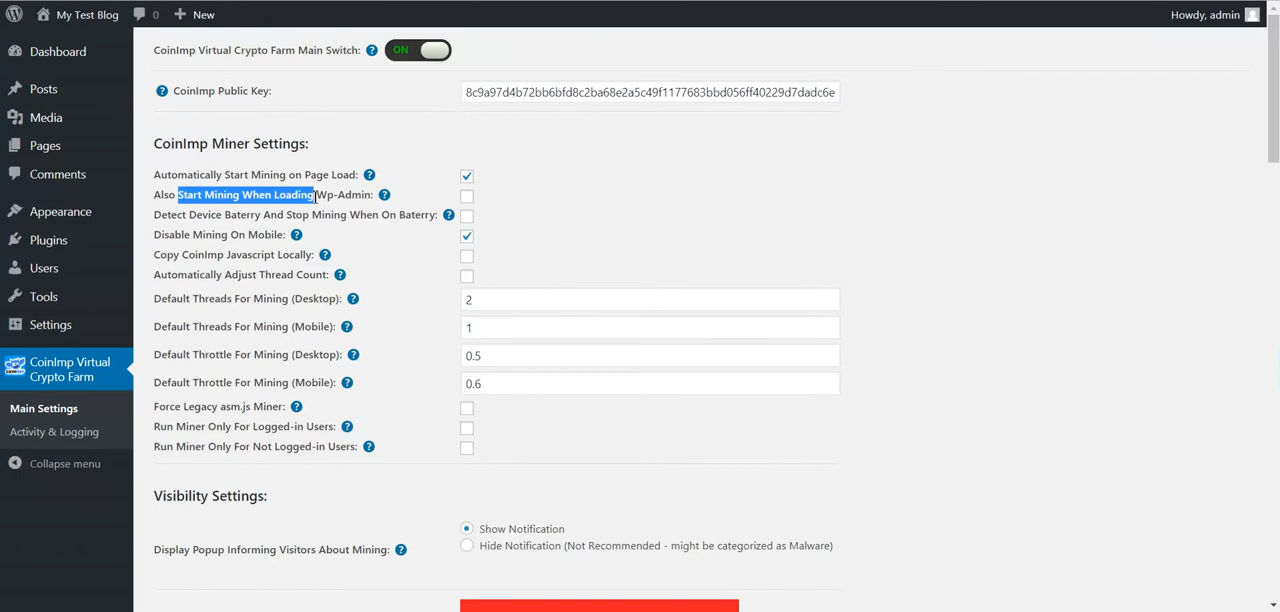 My Test Blog
0
New
Howdy, admin
Dashboard
Posts
Media
Pages
Comments
Appearance
Plugins
Users
Tools
Settings
CoinImp Virtual
Crypto Farm
Main Settings
Activity & Logging
Collapse menu
CoinImp Virtual Crypto Farm Main Switch: ? ON
? CoinImp Public Key: 8c9a97d4b72bb6bfd8c2ba68e2a5c49f1177683bbd056ff40229d7dadc6e
CoinImp Miner Settings:
Automatically Start Mining on Page Load: ?
Also Start Mining When Loading Wp-Admin: ?
Detect Device Baterry And Stop Mining When On Baterry: ?
Disable Mining On Mobile: ?
Copy CoinImp Javascript Locally: ?
Automatically Adjust Thread Count: ?
Default Threads For Mining (Desktop): ? 2
Default Threads For Mining (Mobile): ? 1
Default Throttle For Mining (Desktop): ? 0.5
Default Throttle For Mining (Mobile): ? 0.6
Force Legacy asm.js Miner: ?
Run Miner Only For Logged-in Users: ?
Run Miner Only For Not Logged-in Users: ?
Visibility Settings:
Show Notification
Display Popup Informing Visitors About Mining: ?
Hide Notification (Not Recommended - might be categorized as Malware)